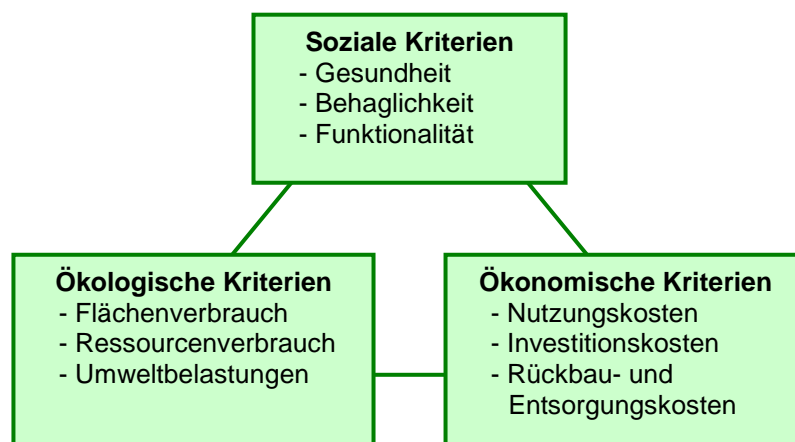 Soziale Kriterien
- Gesundheit
- Behaglichkeit
- Funktionalität
Ökologische Kriterien
- Flächenverbrauch
- Ressourcenverbrauch
- Umweltbelastungen
Ökonomische Kriterien
- Nutzungskosten
- Investitionskosten
- Rückbau- und
Entsorgungskosten